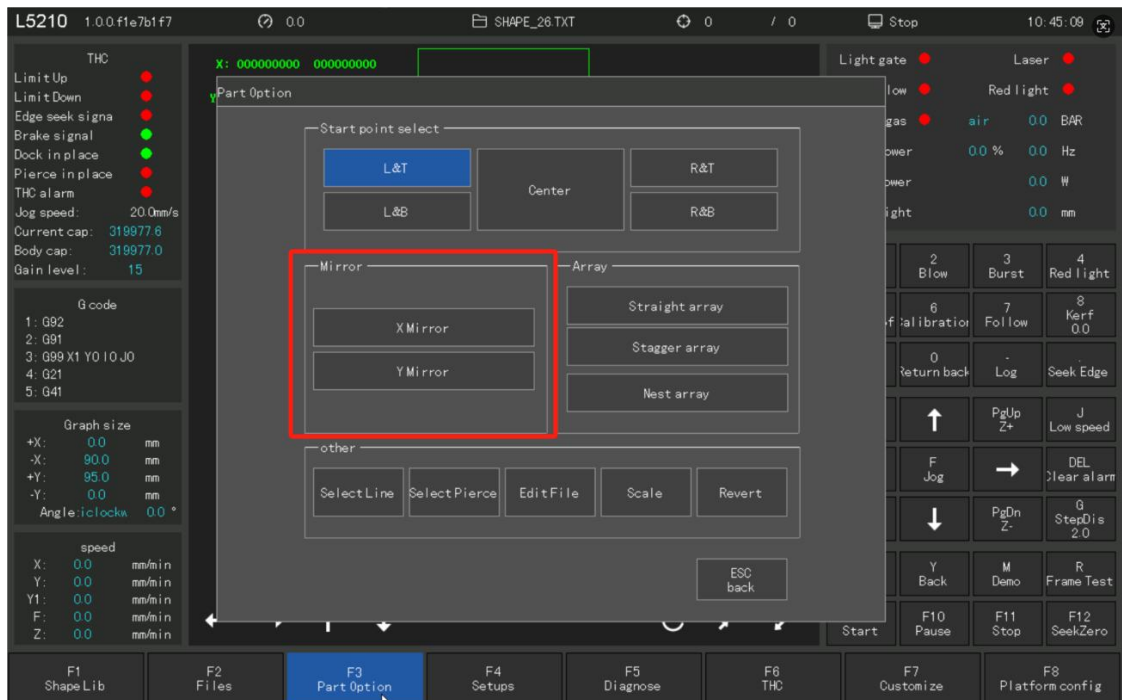 L5210 1.0.0.f1e7b1f7 0.0 SHAPE_26.TXT 0 / 0 Stop 10:45:09
THC
Limit Up
Limit Down
Edge seek signa
Brake signal
Dock in place
Pierce in place
THC alarm
Jog speed: 20.0mm/s
Current cap: 319977.6
Body cap: 319977.0
Gain level: 15
G code
1: G92
2: G91
3: G99 X1 Y0 I0 J0
4: G21
5: G41
Graph size
+X: 0.0 mm
-X: 90.0 mm
+Y: 95.0 mm
-Y: 0.0 mm
Angle:iclockw 0.0 °
speed
X: 0.0 mm/min
Y: 0.0 mm/min
Y1: 0.0 mm/min
F: 0.0 mm/min
Z: 0.0 mm/min
X: 000000000 000000000
Y
Part Option
Start point select
L&T
Center
R&T
L&B
R&B
Mirror
X Mirror
Y Mirror
Array
Straight array
Stagger array
Nest array
other
Select Line
Select Pierce
Edit File
Scale
Revert
ESC
back
Light gate Laser
low Red light
gas air 0.0 BAR
ower 0.0 % 0.0 Hz
ower 0.0 W
ight 0.0 mm
2
Blow
3
Burst
4
Red light
of
6
Calibration
7
Follow
8
Kerf
0.0
0
Return back
-
Log
.
Seek Edge
PgUp
Z+
J
Low speed
F
Jog
DEL
Clear alarm
PgDn
Z-
G
StepDis
2.0
Y
Back
M
Demo
R
Frame Test
Start
F10
Pause
F11
Stop
F12
SeekZero
F1
Shape Lib
F2
Files
F3
Part Option
F4
Setups
F5
Diagnose
F6
THC
F7
Customize
F8
Platform config